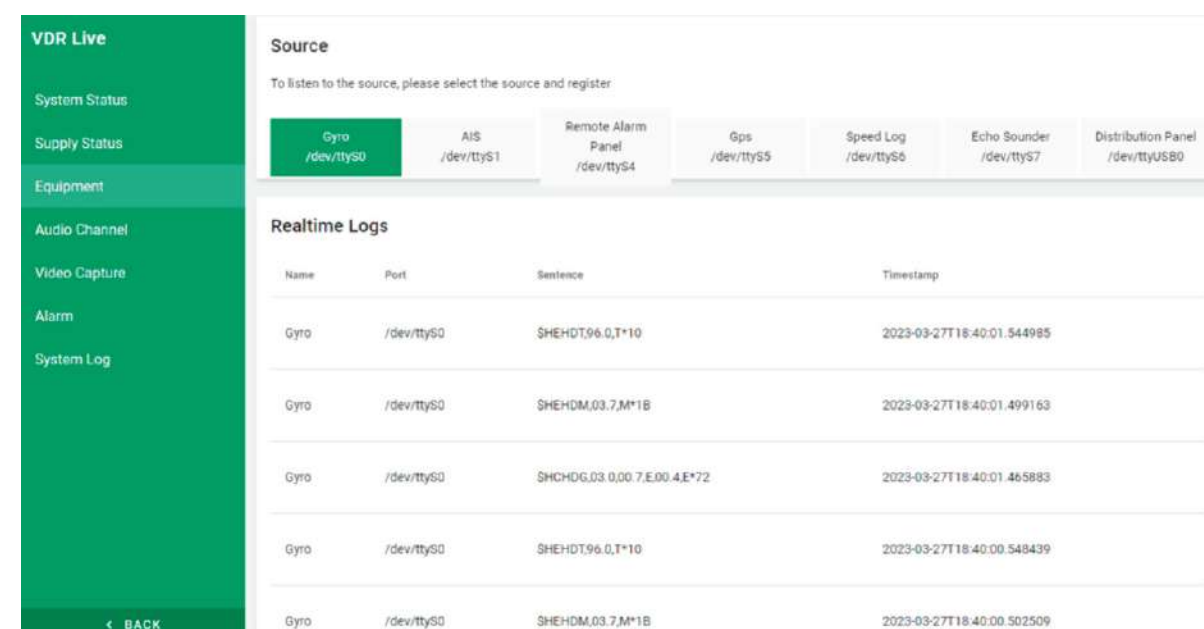 VDR Live
System Status
Supply Status
Equipment
Audio Channel
Video Capture
Alarm
System Log
< BACK
Source
To listen to the source, please select the source and register
Gyro
/dev/ttyS0
AIS
/dev/ttyS1
Remote Alarm
Panel
/dev/ttyS4
Gps
/dev/ttyS5
Speed Log
/dev/ttyS6
Echo Sounder
/dev/ttyS7
Distribution Panel
/dev/ttyUSB0
Realtime Logs
Name Port Sentence Timestamp
Gyro /dev/ttyS0 $HEHDT,96.0,T*10 2023-03-27T18:40:01.544985
Gyro /dev/ttyS0 $HEHDM,03.7,M*1B 2023-03-27T18:40:01.499163
Gyro /dev/ttyS0 $HCHDG,03.0,00.7,E,00.4,E*72 2023-03-27T18:40:01.465883
Gyro /dev/ttyS0 $HEHDT,96.0,T*10 2023-03-27T18:40:00.548439
Gyro /dev/ttyS0 $HEHDM,03.7,M*1B 2023-03-27T18:40:00.502509